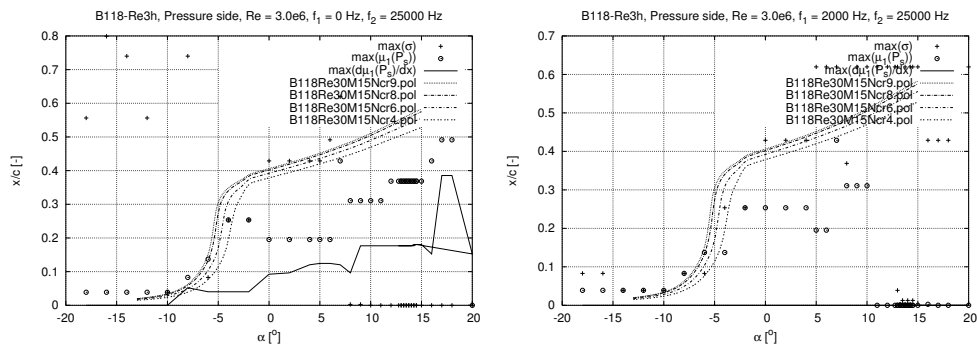 B118-Re3h, Pressure side, Re = 3.0e6, f₁ = 0 Hz, f₂ = 25000 Hz
0.8
0.7
0.6
0.5
0.4
0.3
0.2
0.1
0
x/c [-]
max(σ)
max(μ₁(Pₛ))
max(dμ₁(Pₛ)/dx)
B118Re30M15Ncr9.pol
B118Re30M15Ncr8.pol
B118Re30M15Ncr6.pol
B118Re30M15Ncr4.pol
-20 -15 -10 -5 0 5 10 15 20
α [°]
B118-Re3h, Pressure side, Re = 3.0e6, f₁ = 2000 Hz, f₂ = 25000 Hz
0.7
0.6
0.5
0.4
0.3
0.2
0.1
0
x/c [-]
max(σ)
max(μ₁(Pₛ))
max(dμ₁(Pₛ)/dx)
B118Re30M15Ncr9.pol
B118Re30M15Ncr8.pol
B118Re30M15Ncr6.pol
B118Re30M15Ncr4.pol
-20 -15 -10 -5 0 5 10 15 20
α [°]